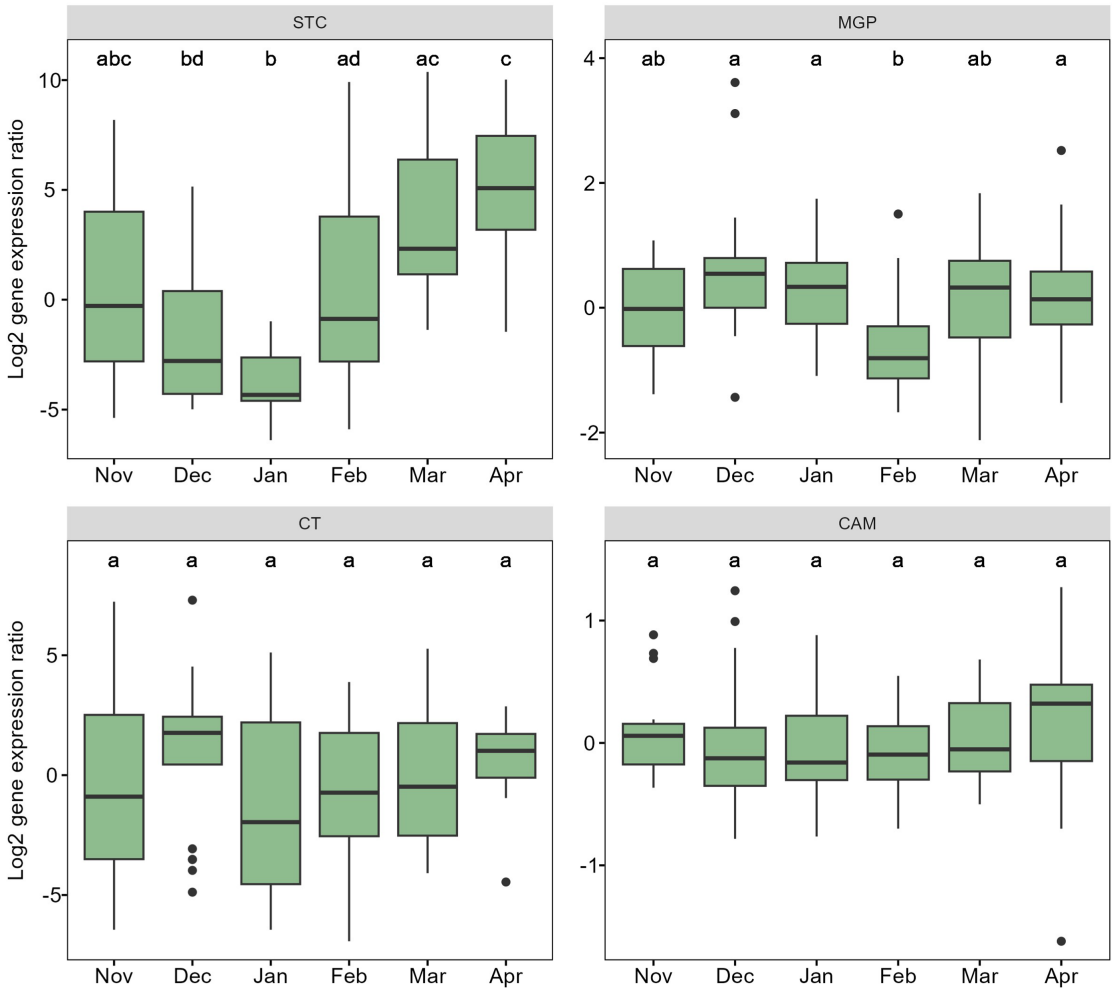 STC
abc bd b ad ac c
Log2 gene expression ratio
10
5
0
-5
Nov Dec Jan Feb Mar Apr
MGP
ab a a b ab a
4
2
0
-2
Nov Dec Jan Feb Mar Apr
CT
a a a a a a
Log2 gene expression ratio
5
0
-5
Nov Dec Jan Feb Mar Apr
CAM
a a a a a a
1
0
-1
Nov Dec Jan Feb Mar Apr